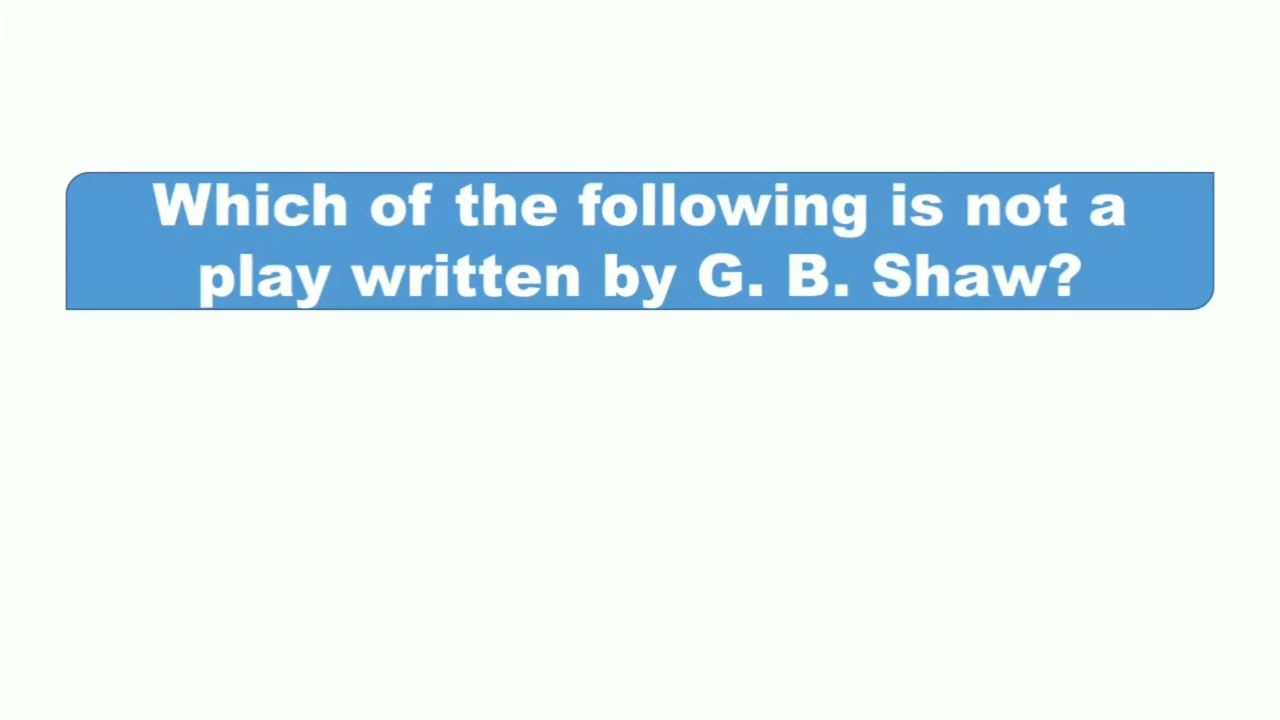 Which of the following is not a
play written by G. B. Shaw?